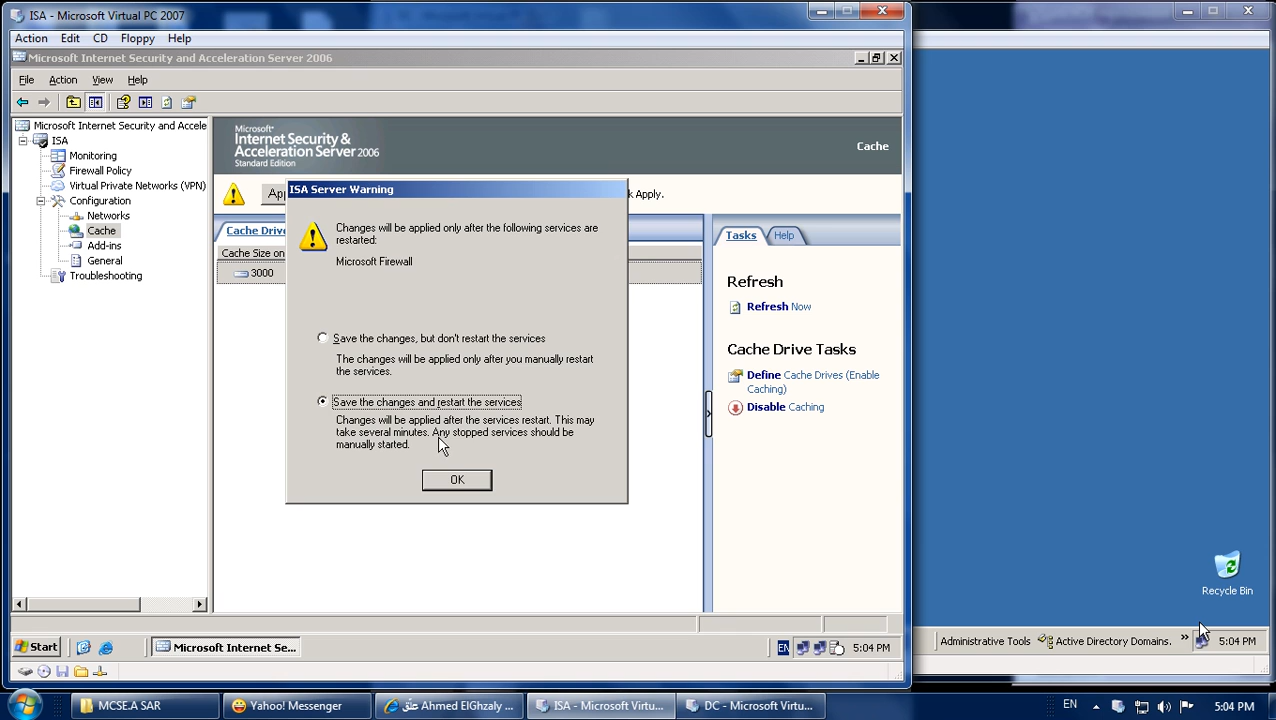 ISA - Microsoft Virtual PC 2007
Action Edit CD Floppy Help
Microsoft Internet Security and Acceleration Server 2006
File Action View Help
Microsoft Internet Security and Accele
ISA
Monitoring
Firewall Policy
Virtual Private Networks (VPN)
Configuration
Networks
Cache
Add-ins
General
Troubleshooting
Microsoft®
Internet Security &
Acceleration Server 2006
Standard Edition
Cache
App
k Apply.
Cache Drive
Cache Size on
3000
ISA Server Warning
Changes will be applied only after the following services are
restarted:
Microsoft Firewall
Save the changes, but don't restart the services
The changes will be applied only after you manually restart
the services.
Save the changes and restart the services
Changes will be applied after the services restart. This may
take several minutes. Any stopped services should be
manually started.
OK
Tasks Help
Refresh
Refresh Now
Cache Drive Tasks
Define Cache Drives (Enable
Caching)
Disable Caching
Recycle Bin
Start
Microsoft Internet Se...
EN
5:04 PM
Administrative Tools
Active Directory Domains.
»
5:04 PM
MCSE.A SAR
Yahoo! Messenger
Ahmed ElGhzaly علق ...
ISA - Microsoft Virtu...
DC - Microsoft Virtu...
EN
5:04 PM